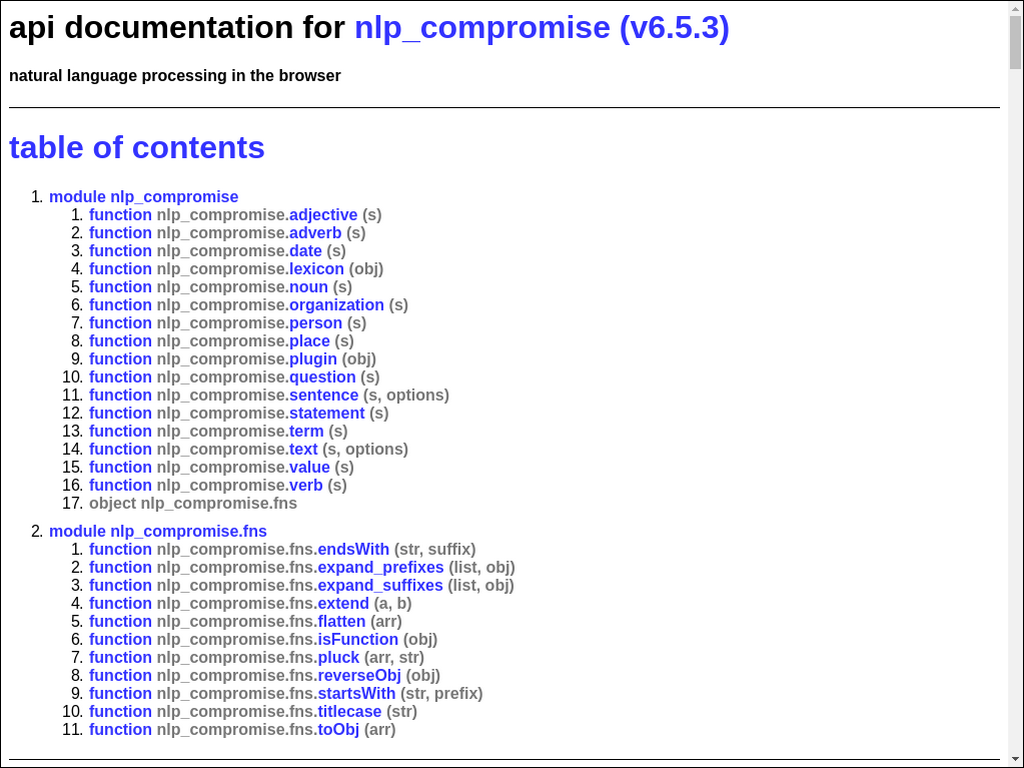 api documentation for nlp_compromise (v6.5.3)
natural language processing in the browser
table of contents
1. module nlp_compromise
1. function nlp_compromise.adjective (s)
2. function nlp_compromise.adverb (s)
3. function nlp_compromise.date (s)
4. function nlp_compromise.lexicon (obj)
5. function nlp_compromise.noun (s)
6. function nlp_compromise.organization (s)
7. function nlp_compromise.person (s)
8. function nlp_compromise.place (s)
9. function nlp_compromise.plugin (obj)
10. function nlp_compromise.question (s)
11. function nlp_compromise.sentence (s, options)
12. function nlp_compromise.statement (s)
13. function nlp_compromise.term (s)
14. function nlp_compromise.text (s, options)
15. function nlp_compromise.value (s)
16. function nlp_compromise.verb (s)
17. object nlp_compromise.fns
2. module nlp_compromise.fns
1. function nlp_compromise.fns.endsWith (str, suffix)
2. function nlp_compromise.fns.expand_prefixes (list, obj)
3. function nlp_compromise.fns.expand_suffixes (list, obj)
4. function nlp_compromise.fns.extend (a, b)
5. function nlp_compromise.fns.flatten (arr)
6. function nlp_compromise.fns.isFunction (obj)
7. function nlp_compromise.fns.pluck (arr, str)
8. function nlp_compromise.fns.reverseObj (obj)
9. function nlp_compromise.fns.startsWith (str, prefix)
10. function nlp_compromise.fns.titlecase (str)
11. function nlp_compromise.fns.toObj (arr)